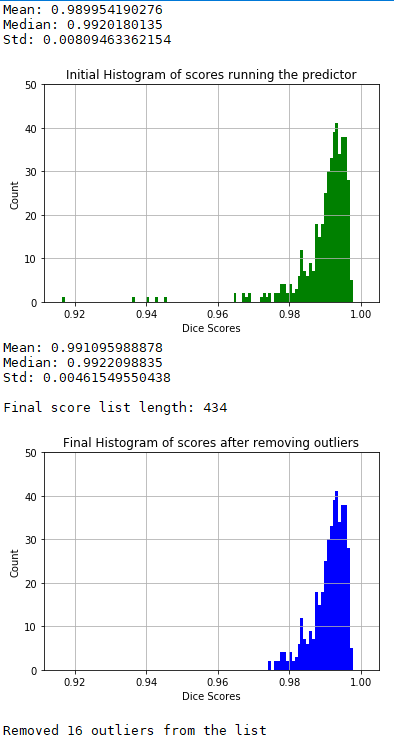 Mean: 0.989954190276
Median: 0.9920180135
Std: 0.00809463362154
Initial Histogram of scores running the predictor
50
40
30
20
10
0
Count
0.92
0.94
0.96
0.98
1.00
Dice Scores
Mean: 0.991095988878
Median: 0.9922098835
Std: 0.00461549550438
Final score list length: 434
Final Histogram of scores after removing outliers
50
40
30
20
10
0
Count
0.92
0.94
0.96
0.98
1.00
Dice Scores
Removed 16 outliers from the list